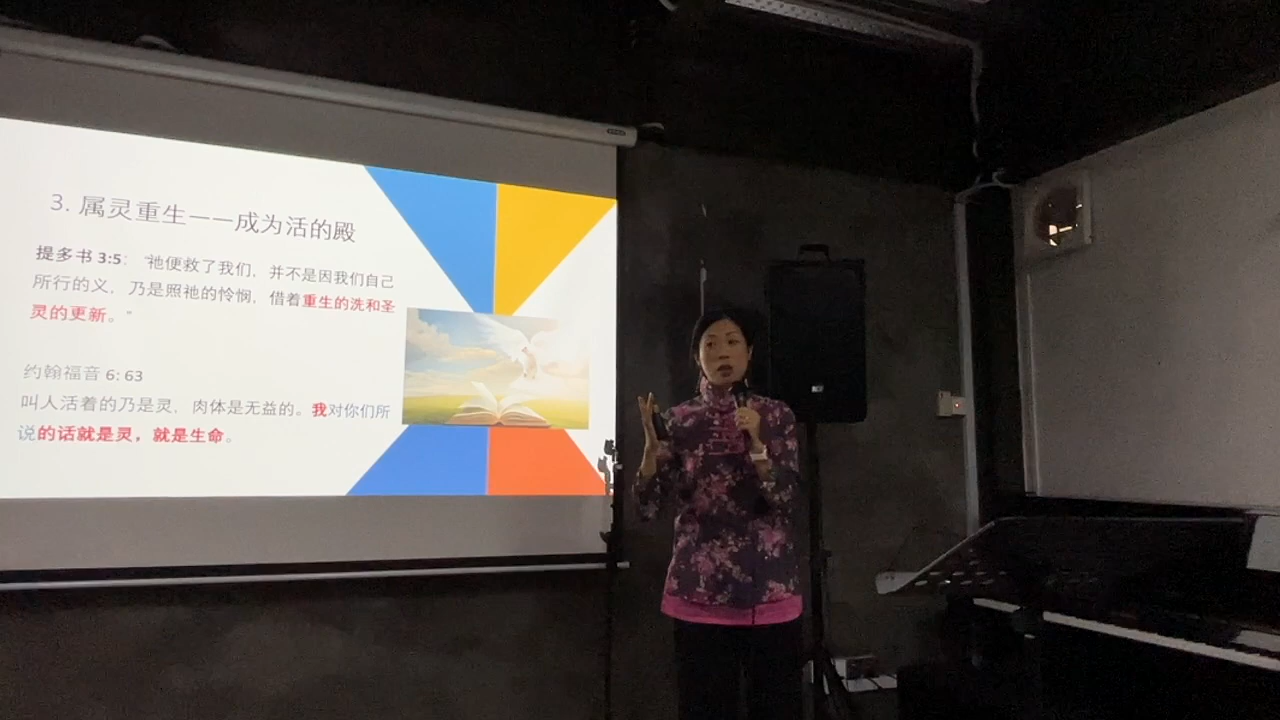 3. 属灵重生——成为活的殿
提多书 3:5： “祂便救了我们，并不是因我们自己
所行的义，乃是照祂的怜悯，借着重生的洗和圣
灵的更新。”
约翰福音 6: 63
叫人活着的乃是灵，肉体是无益的。我对你们所
说的话就是灵，就是生命。